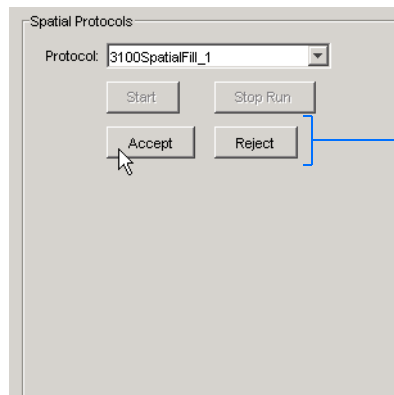 Spatial Protocols
Protocol: 3100SpatialFill_1
Start Stop Run
Accept Reject